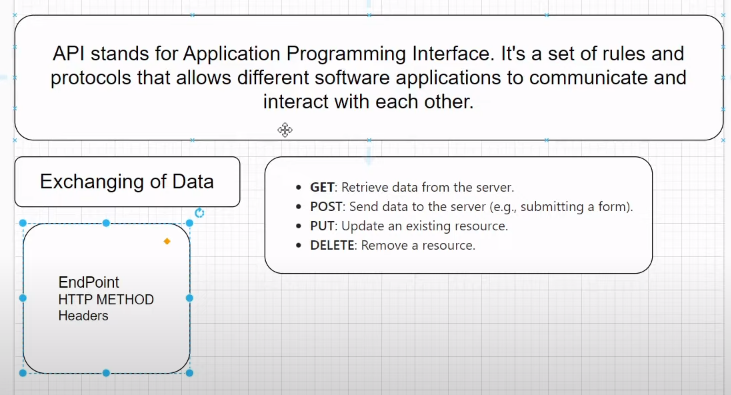 API stands for Application Programming Interface. It's a set of rules and
protocols that allows different software applications to communicate and
interact with each other.
Exchanging of Data
• GET: Retrieve data from the server.
• POST: Send data to the server (e.g., submitting a form).
• PUT: Update an existing resource.
• DELETE: Remove a resource.
EndPoint
HTTP METHOD
Headers